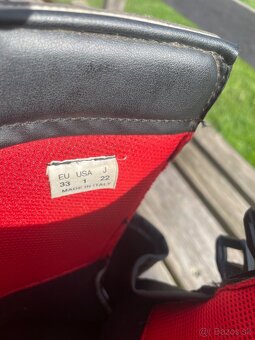 EU USA J
33 1 22
MADE IN ITALY
Bazos.sk